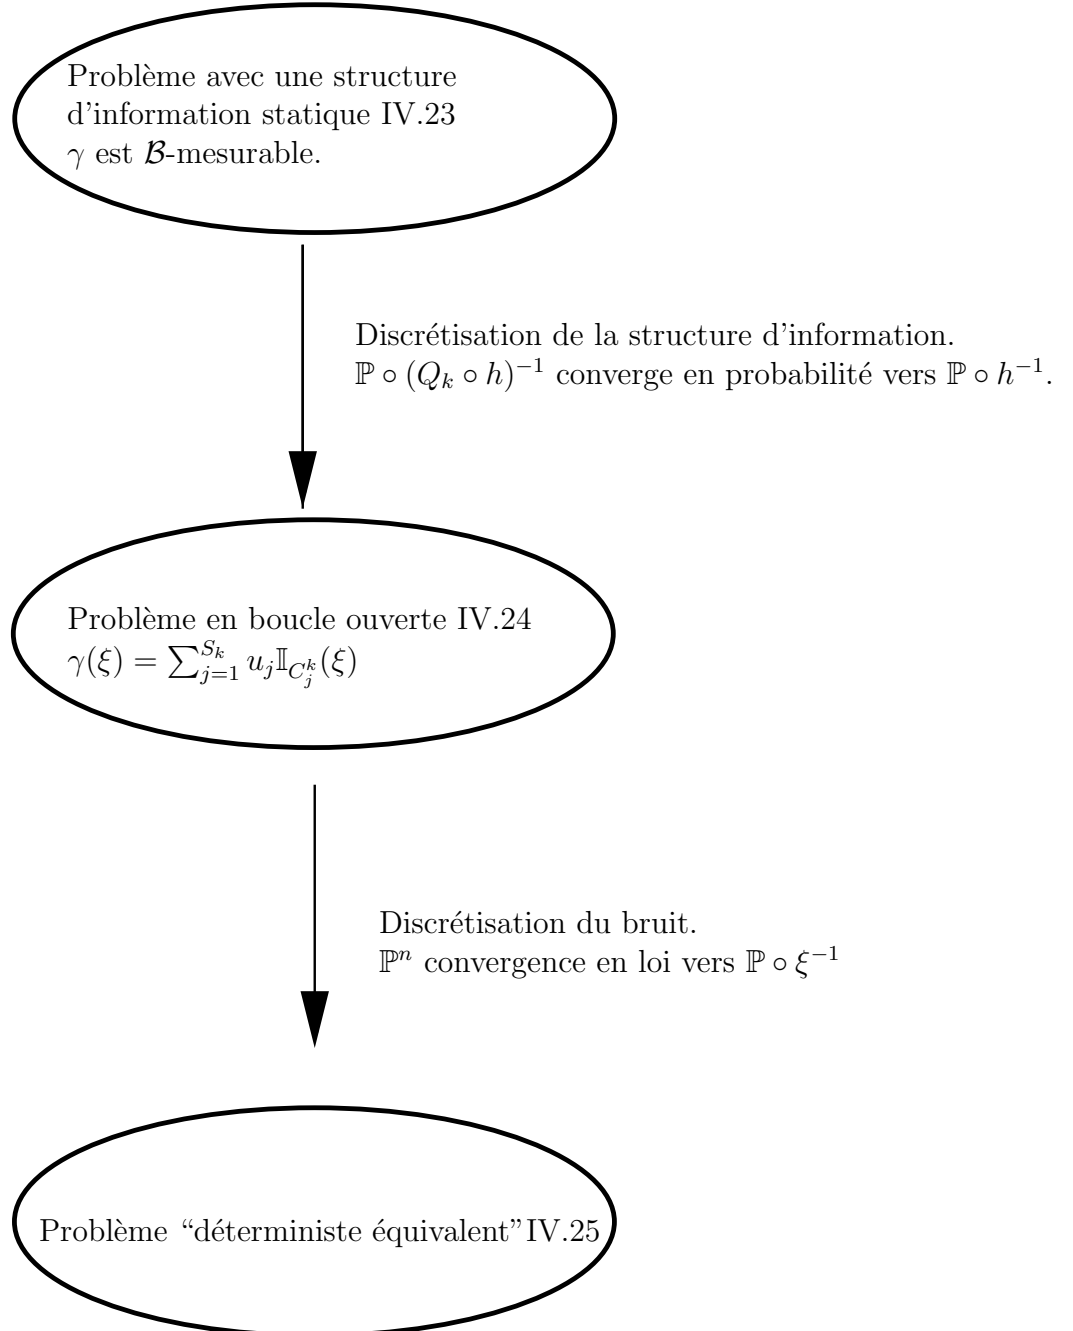 Problème avec une structure
d'information statique IV.23
γ est 𝓑-mesurable.
Discrétisation de la structure d'information.
ℙ ∘ (Q_k ∘ h)^{−1} converge en probabilité vers ℙ ∘ h^{−1}.
Problème en boucle ouverte IV.24
γ(ξ) = ∑_{j=1}^{S_k} u_j 𝕀_{C_j^k}(ξ)
Discrétisation du bruit.
ℙ^n convergence en loi vers ℙ ∘ ξ^{−1}
Problème “déterministe équivalent”IV.25